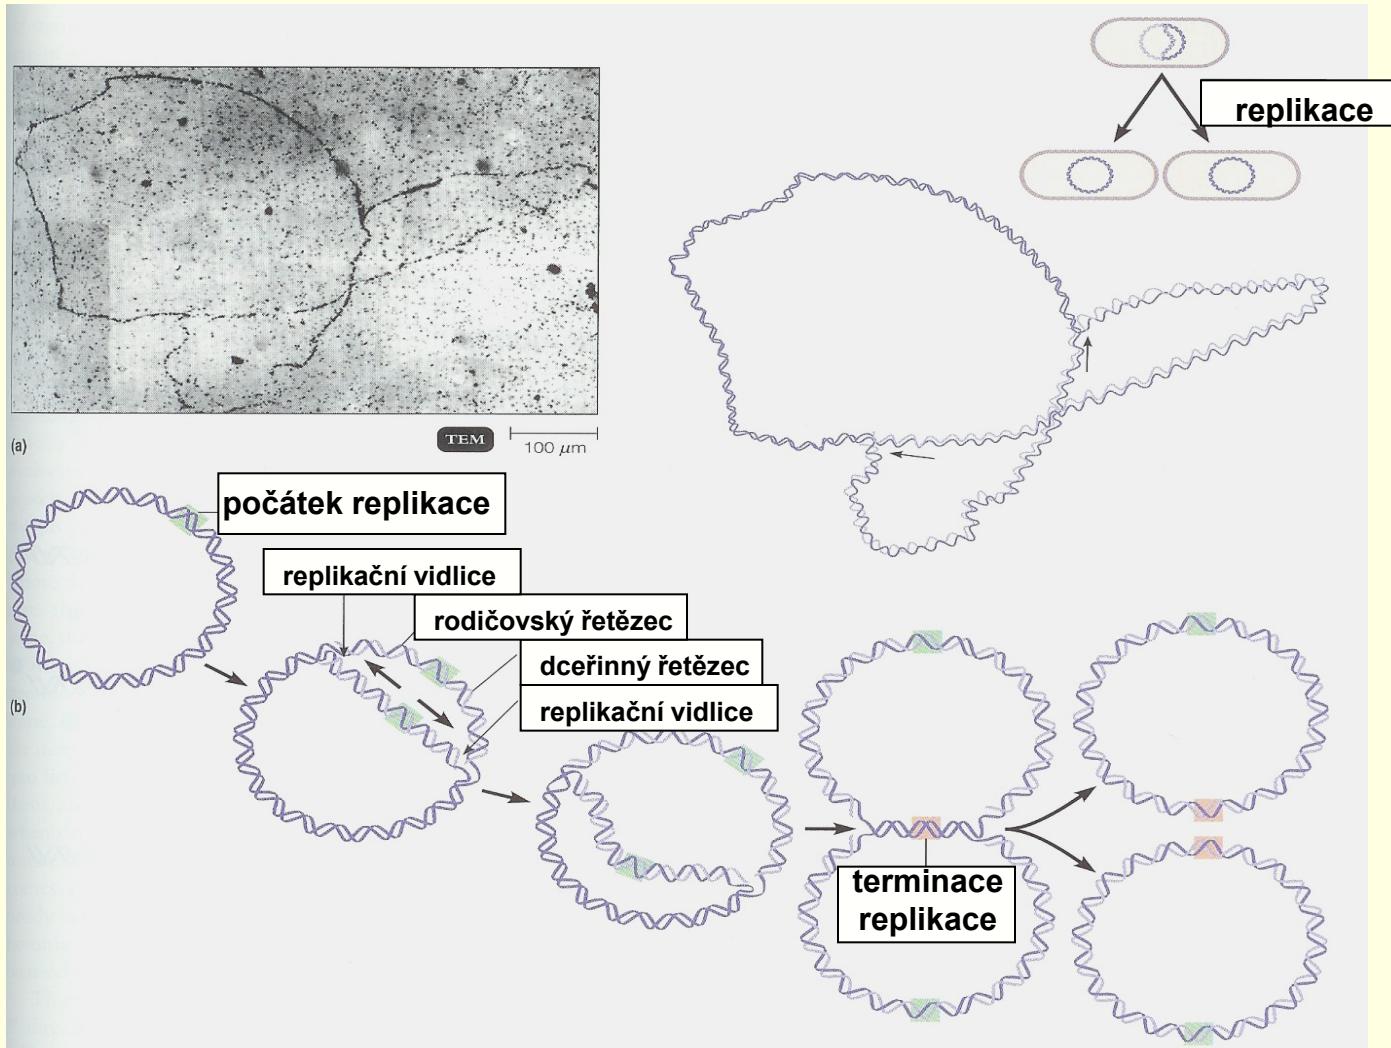 replikace
(a)
TEM
100 μm
počátek replikace
replikační vidlice
rodičovský řetězec
dceřinný řetězec
replikační vidlice
(b)
terminace
replikace